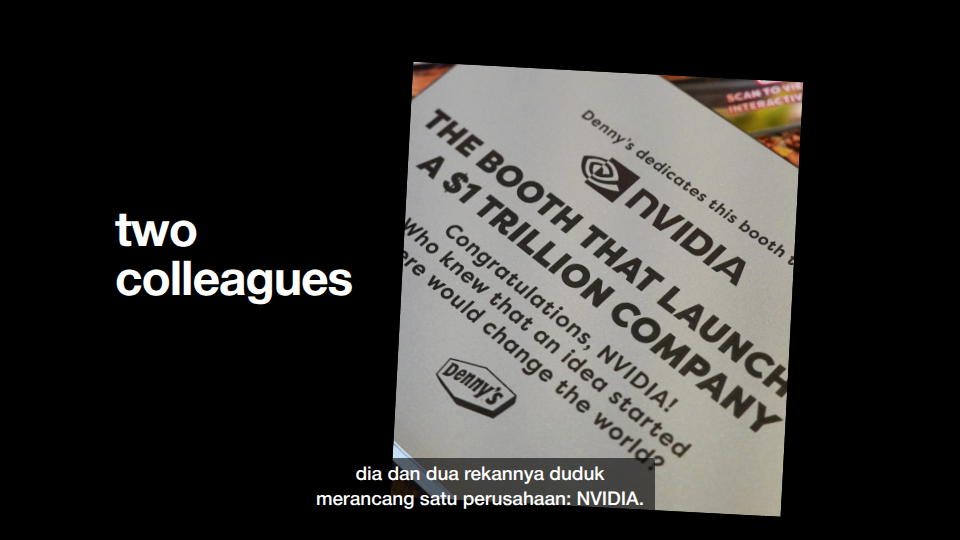 two
colleagues
SCAN TO
INTERACTIV
Denny's dedicates this booth
NVIDIA
THE BOOTH THAT LAUNCH
A $1 TRILLION COMPANY
Congratulations, NVIDIA!
Who knew that an idea started
ere would change the world?
Denny's
dia dan dua rekannya duduk
merancang satu perusahaan: NVIDIA.